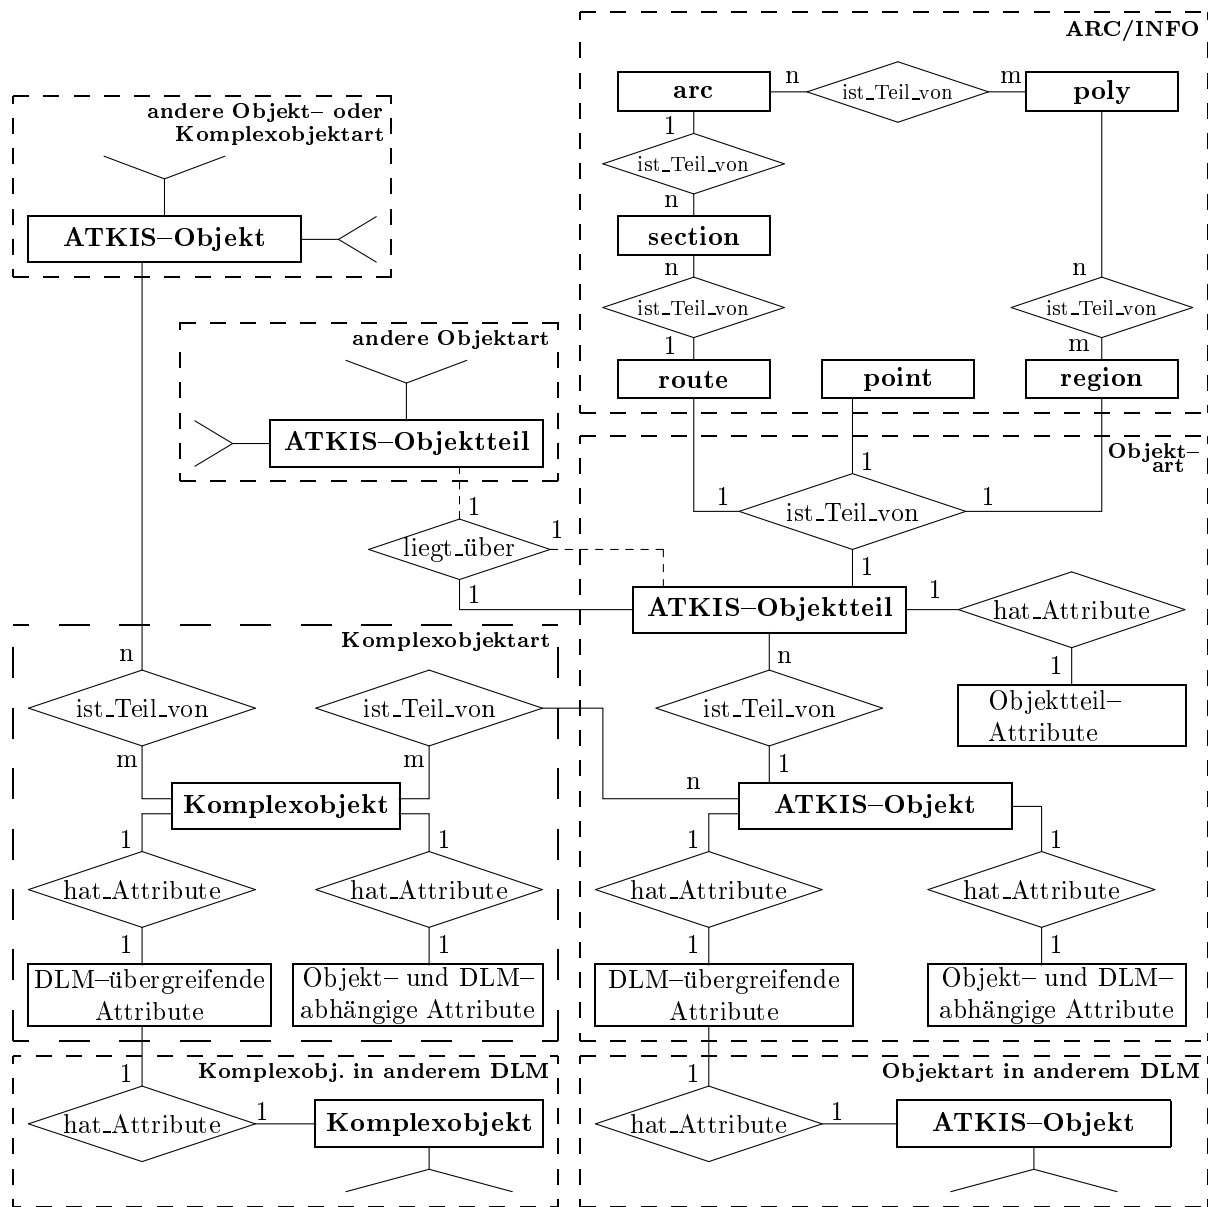 ARC/INFO
arc
n
ist_Teil_von
m
poly
andere Objekt– oder
Komplexobjektart
1
ist_Teil_von
n
ATKIS–Objekt
section
n
n
ist_Teil_von
ist_Teil_von
andere Objektart
1
m
route
point
region
ATKIS–Objektteil
Objekt–
art
1
1
1
1
ist_Teil_von
liegt_über
1
1
1
ATKIS–Objektteil
1
hat_Attribute
Komplexobjektart
n
n
1
ist_Teil_von
ist_Teil_von
ist_Teil_von
Objektteil–
Attribute
m
m
1
n
Komplexobjekt
ATKIS–Objekt
1
1
1
1
hat_Attribute
hat_Attribute
hat_Attribute
hat_Attribute
1
1
1
1
DLM–übergreifende
Attribute
Objekt– und DLM–
abhängige Attribute
DLM–übergreifende
Attribute
Objekt– und DLM–
abhängige Attribute
Komplexobj. in anderem DLM
Objektart in anderem DLM
1
1
hat_Attribute
1
Komplexobjekt
hat_Attribute
1
ATKIS–Objekt